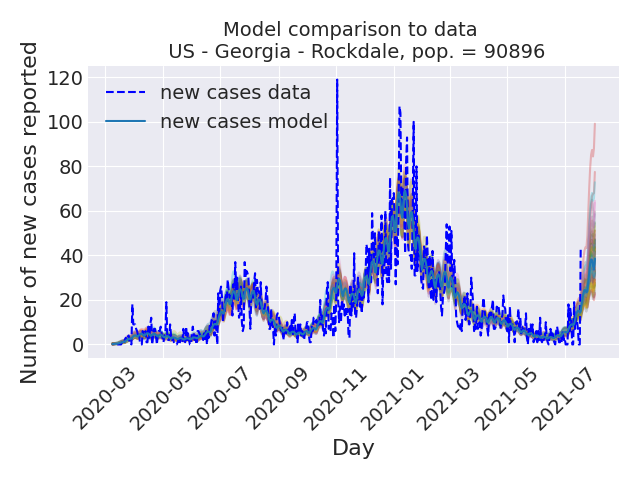 Model comparison to data
US - Georgia - Rockdale, pop. = 90896
Number of new cases reported
120
100
80
60
40
20
0
new cases data
new cases model
2020-03
2020-05
2020-07
2020-09
2020-11
2021-01
2021-03
2021-05
2021-07
Day